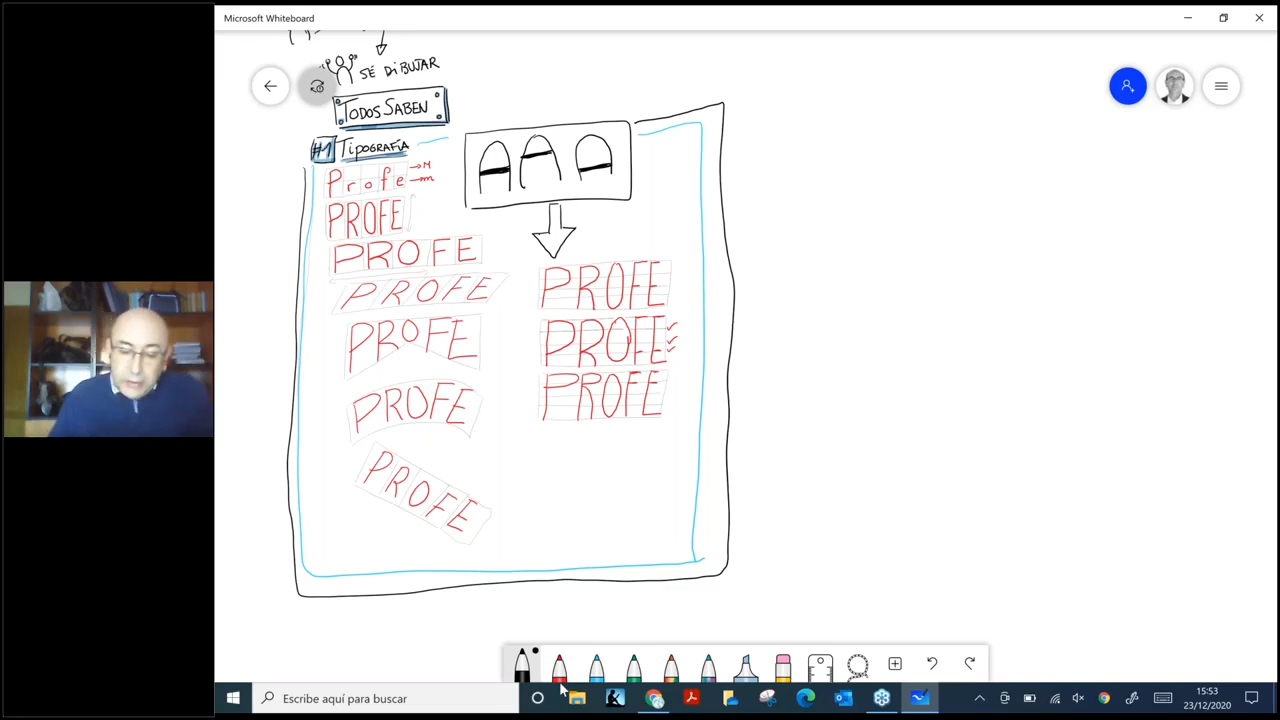 Microsoft Whiteboard
SÉ DIBUJAR
TODOS SABEN
#1 TIPOGRAFÍA
Profe →M
→m
PROFE
PROFE
PROFE
PROFE
PROFE
PROFE
AAA
PROFE
PROFE
PROFE
Escribe aquí para buscar
15:53
23/12/2020